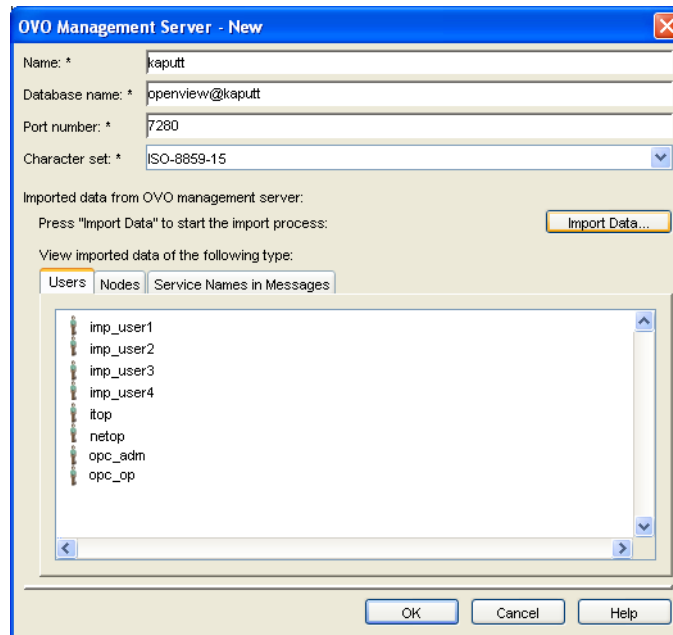 OVO Management Server - New
Name: * kaputt
Database name: * openview@kaputt
Port number: * 7280
Character set: * ISO-8859-15
Imported data from OVO management server:
Press "Import Data" to start the import process: Import Data...
View imported data of the following type:
Users Nodes Service Names in Messages
imp_user1
imp_user2
imp_user3
imp_user4
itop
netop
opc_adm
opc_op
OK Cancel Help